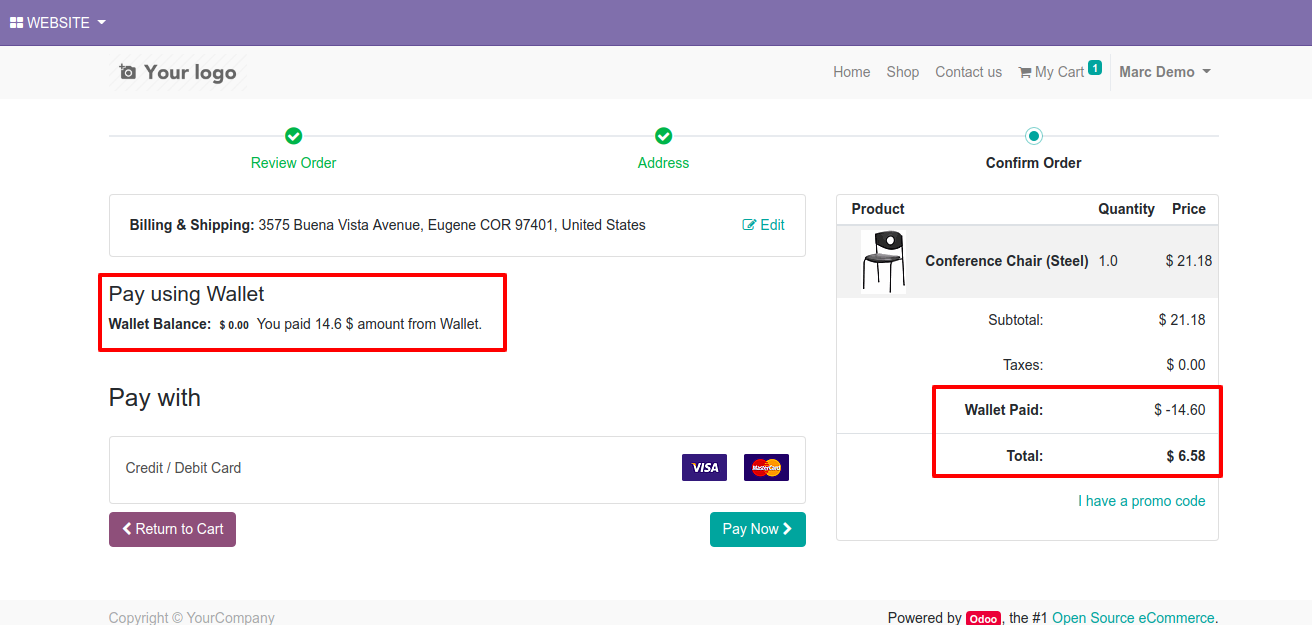 WEBSITE
Your logo
Home Shop Contact us My Cart 1 Marc Demo
Review Order Address Confirm Order
Billing & Shipping: 3575 Buena Vista Avenue, Eugene COR 97401, United States Edit
Pay using Wallet
Wallet Balance: $ 0.00 You paid 14.6 $ amount from Wallet.
Pay with
Credit / Debit Card VISA MasterCard
Return to Cart Pay Now
Product Quantity Price
Conference Chair (Steel) 1.0 $ 21.18
Subtotal: $ 21.18
Taxes: $ 0.00
Wallet Paid: $ -14.60
Total: $ 6.58
I have a promo code
Copyright © YourCompany
Powered by Odoo, the #1 Open Source eCommerce.